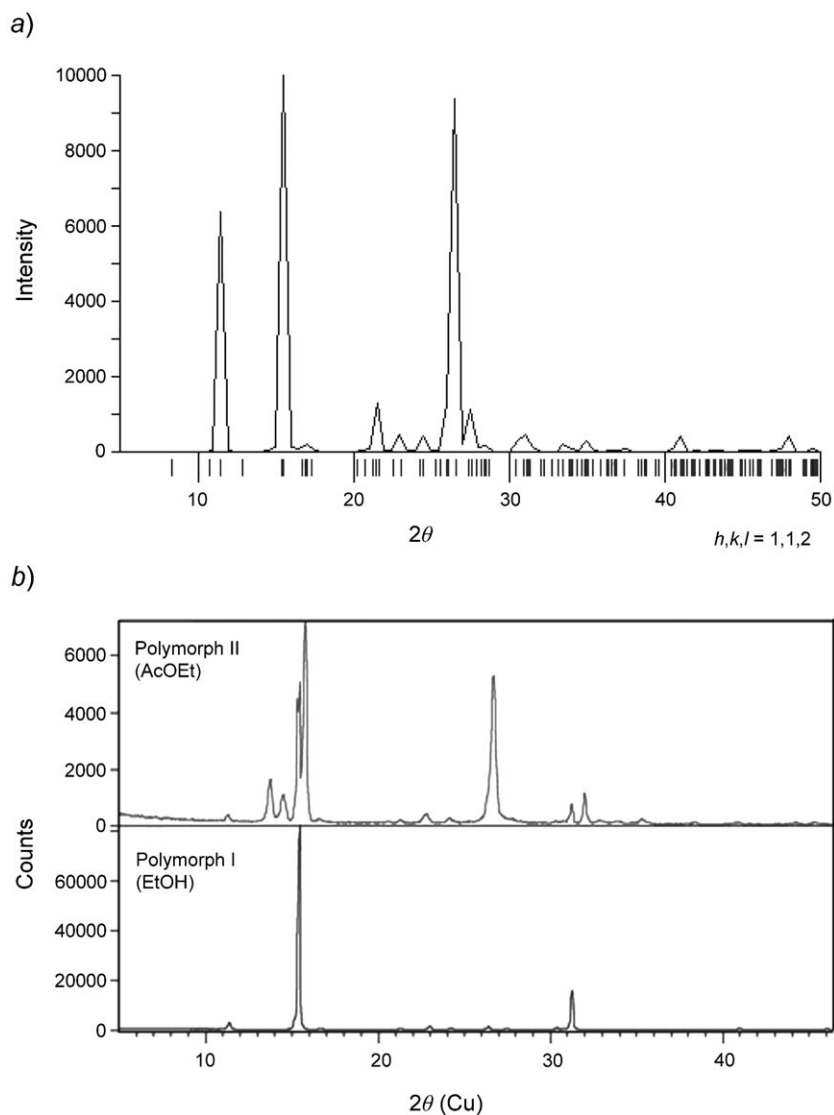 a)
10000
8000
6000
4000
2000
0
Intensity
10 20 30 40 50
2θ
h,k,l = 1,1,2
b)
Polymorph II
(AcOEt)
6000
4000
2000
0
Polymorph I
(EtOH)
60000
40000
20000
0
Counts
10 20 30 40
2θ (Cu)